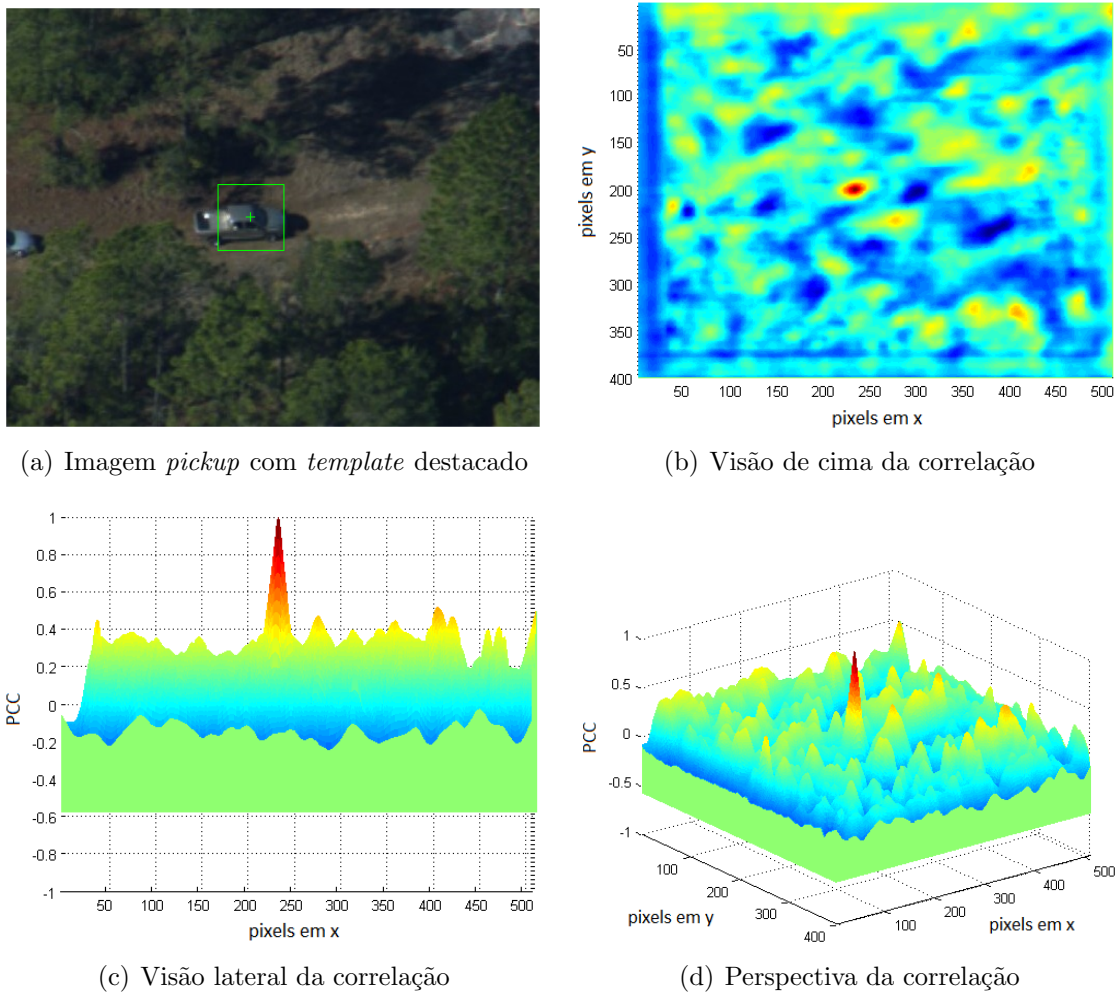 50
100
150
200
250
300
350
400
pixels em y
50 100 150 200 250 300 350 400 450 500
pixels em x
(a) Imagem pickup com template destacado
(b) Visão de cima da correlação
1
0.8
0.6
0.4
0.2
0
-0.2
-0.4
-0.6
-0.8
-1
PCC
50 100 150 200 250 300 350 400 450 500
pixels em x
(c) Visão lateral da correlação
1
0.5
0
-0.5
-1
PCC
100
200
300
400
pixels em y
100
200
300
400
500
pixels em x
(d) Perspectiva da correlação